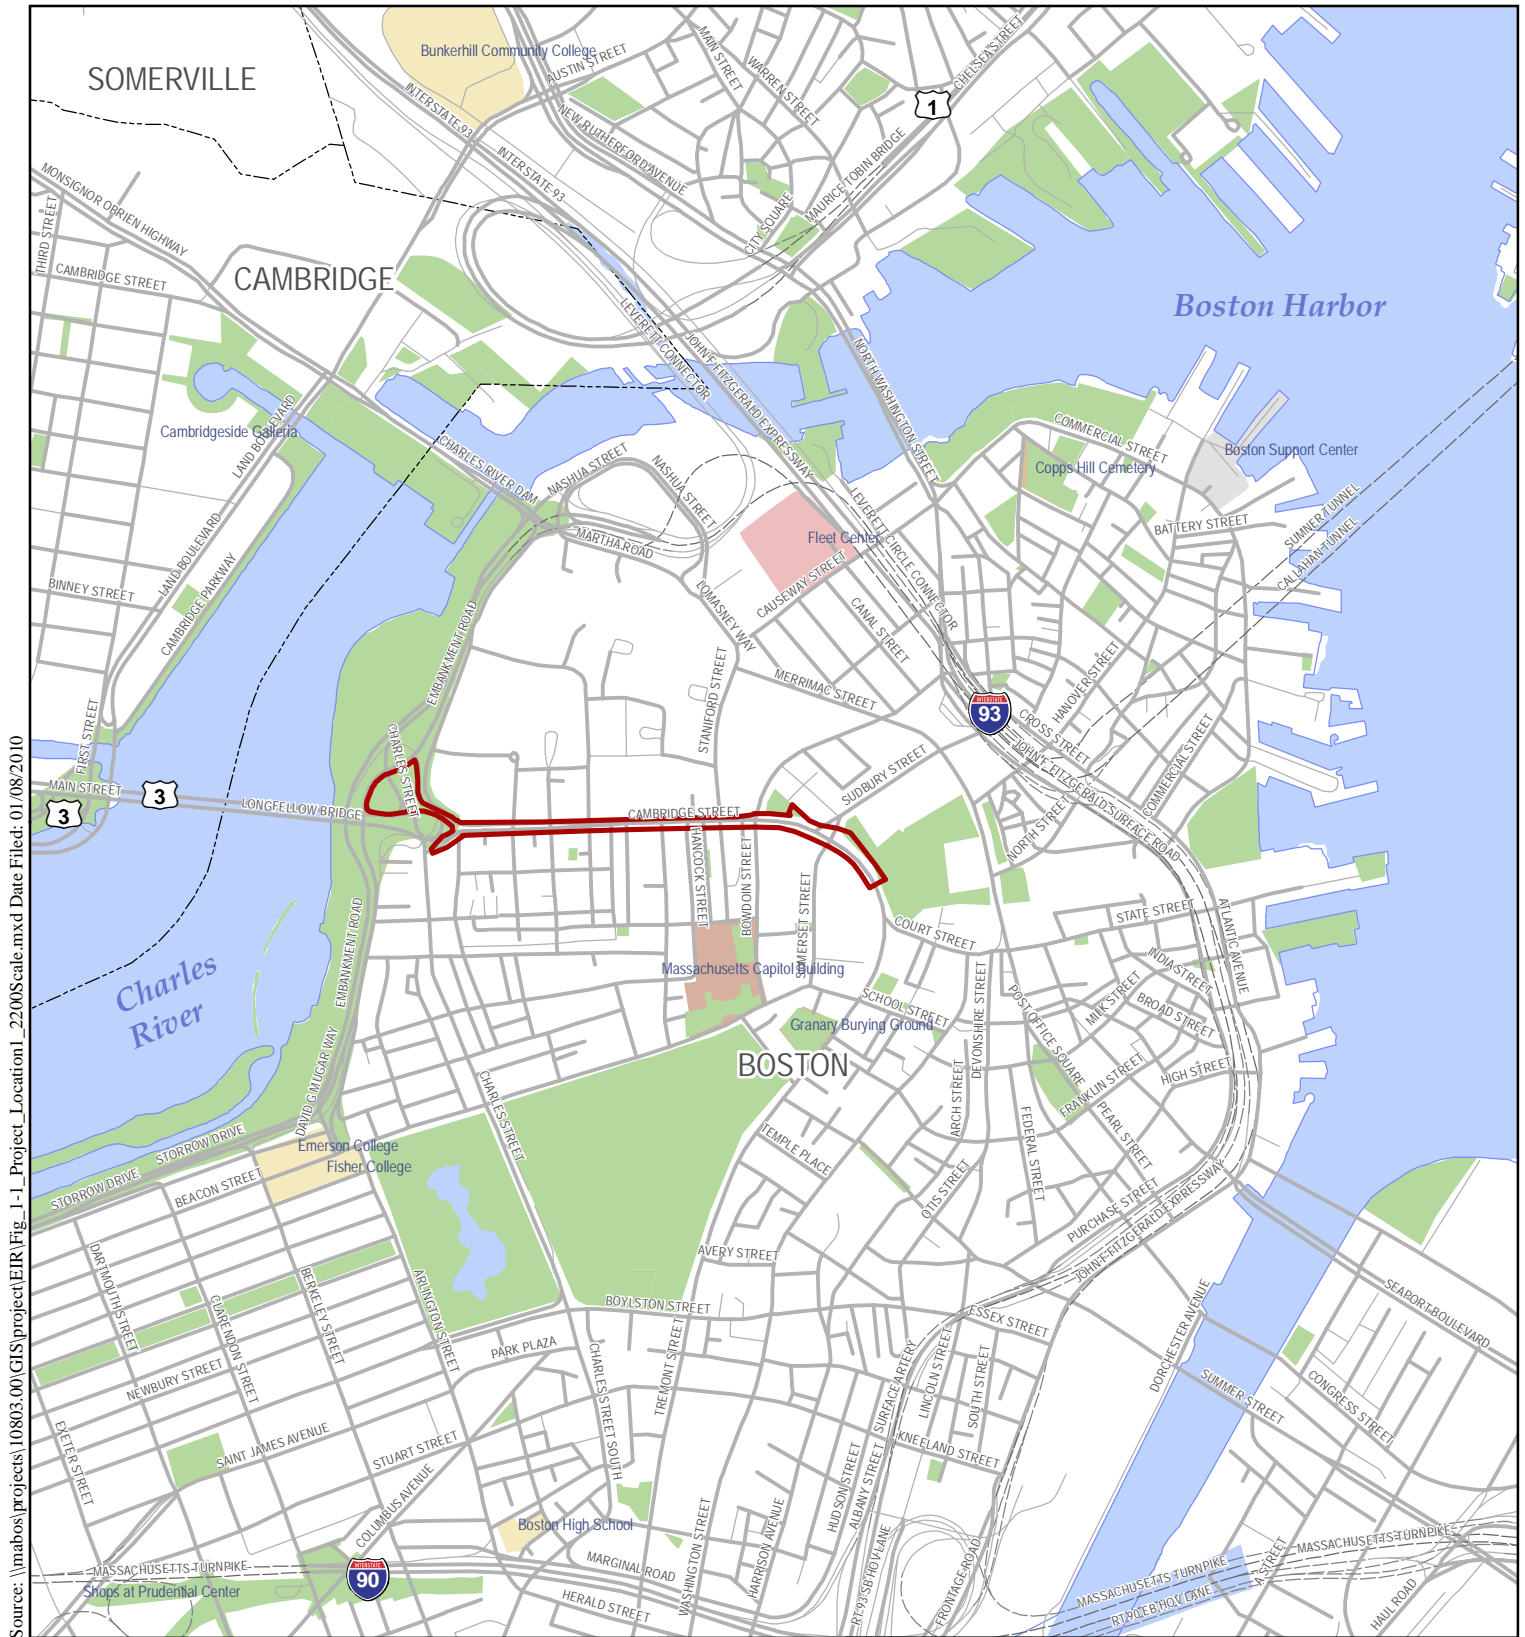 SOMERVILLE
Bunkerhill Community College
AUSTIN STREET
MAIN STREET
WARREN STREET
CHELSEA STREET
1
INTERSTATE 93
NEW RUTHERFORD AVENUE
INTERSTATE 93
MAURICE TOBIN BRIDGE
CITY SQUARE
MONSIGNOR OBRIEN HIGHWAY
THIRD STREET
CAMBRIDGE STREET
CAMBRIDGE
Boston Harbor
LEVERETT CONNECTOR
JOHN F FITZGERALD EXPRESSWAY
NORTH WASHINGTON STREET
Cambridgeside Galleria
LAND BOULEVARD
CHARLES RIVER DAM
NASHUA STREET
NASHUA STREET
COMMERCIAL STREET
Copps Hill Cemetery
Boston Support Center
LAND BOULEVARD
CAMBRIDGE PARKWAY
BINNEY STREET
MARTHA ROAD
Fleet Center
LEVERETT CIRCLE CONNECTOR
BATTERY STREET
SUMNER TUNNEL
CALLAHAN TUNNEL
CAUSEWAY STREET
LOMASNEY WAY
CANAL STREET
EMBANKMENT ROAD
STANIFORD STREET
MERRIMAC STREET
HANOVER STREET
INTERSTATE
93
CROSS STREET
FIRST STREET
CHARLES STREET
SUDBURY STREET
JOHN F FITZGERALD SURFACE ROAD
COMMERCIAL STREET
MAIN STREET
3
3
LONGFELLOW BRIDGE
CAMBRIDGE STREET
NORTH STREET
HANCOCK STREET
BOWDOIN STREET
SOMERSET STREET
COURT STREET
STATE STREET
ATLANTIC AVENUE
EMBANKMENT ROAD
Charles
River
Massachusetts Capitol Building
INDIA STREET
MILK STREET
BROAD STREET
SCHOOL STREET
DEVONSHIRE STREET
POST OFFICE SQUARE
Granary Burying Ground
BOSTON
HIGH STREET
FRANKLIN STREET
DAVID G MUGAR WAY
CHARLES STREET
ARCH STREET
FEDERAL STREET
PEARL STREET
TEMPLE PLACE
STORROW DRIVE
STORROW DRIVE
Emerson College
Fisher College
BEACON STREET
OTIS STREET
PURCHASE STREET
JOHN F FITZGERALD EXPRESSWAY
AVERY STREET
DARTMOUTH STREET
CLARENDON STREET
BERKELEY STREET
ARLINGTON STREET
BOYLSTON STREET
ESSEX STREET
DORCHESTER AVENUE
SEAPORT BOULEVARD
PARK PLAZA
CHARLES STREET SOUTH
TREMONT STREET
SURFACE ARTERY
LINCOLN STREET
SOUTH STREET
SUMMER STREET
CONGRESS STREET
NEWBURY STREET
EXETER STREET
SAINT JAMES AVENUE
STUART STREET
COLUMBUS AVENUE
KNEELAND STREET
HUDSON STREET
ALBANY STREET
Boston High School
WASHINGTON STREET
HARRISON AVENUE
MARGINAL ROAD
HERALD STREET
RT 93 SB HOV LANE
FRONTAGE ROAD
MASSACHUSETTS TURNPIKE
Shops at Prudential Center
INTERSTATE
90
MASSACHUSETTS TURNPIKE
MASSACHUSETTS TURNPIKE
RT 90 EB HOV LANE
A STREET
HAUL ROAD
Source: \\mabos\projects\10803.00\GIS\project\EIR\Fig_1-1_Project_Location1_2200Scale.mxd Date Filed: 01/08/2010